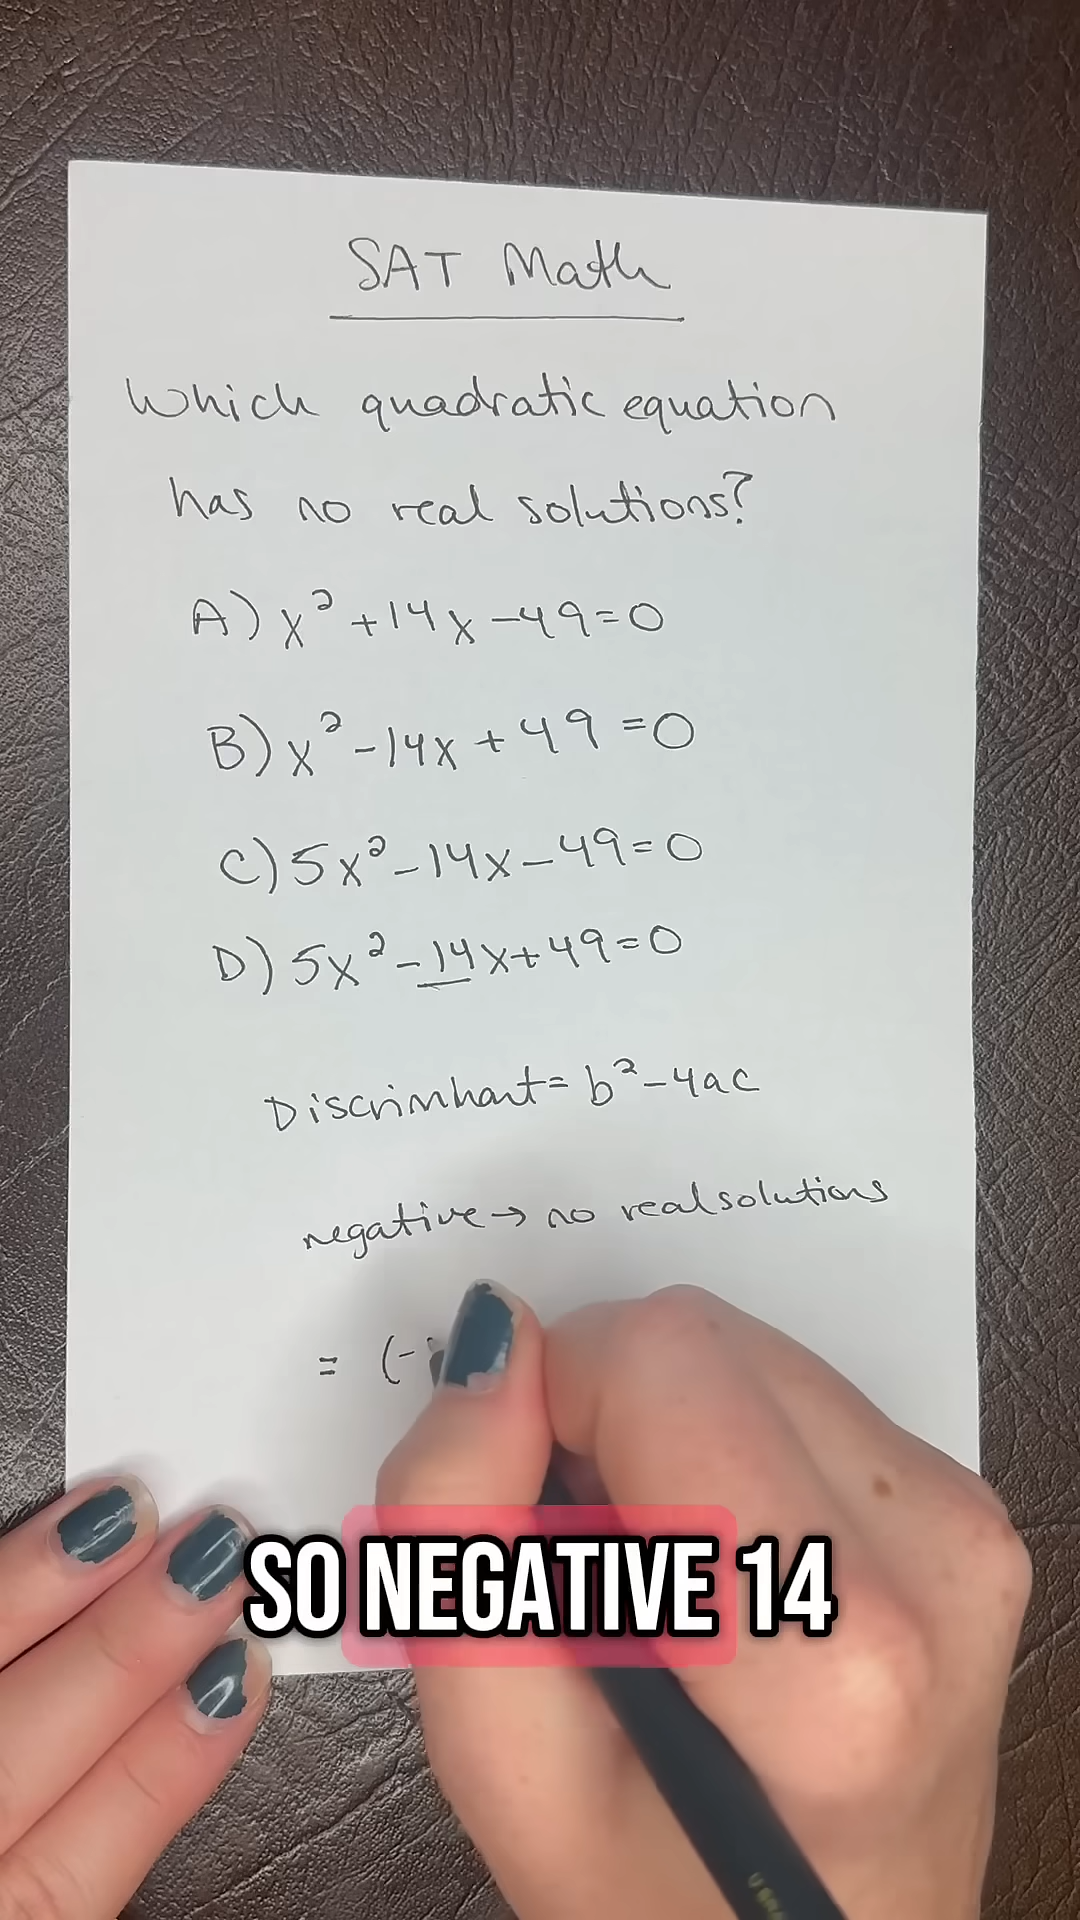 SAT Math
Which quadratic equation
has no real solutions?
A) x²+14x-49=0
B) x²-14x+49=0
C) 5x²-14x-49=0
D) 5x²-14x+49=0
Discriminant= b²-4ac
negative→ no real solutions
= (-
SO NEGATIVE 14